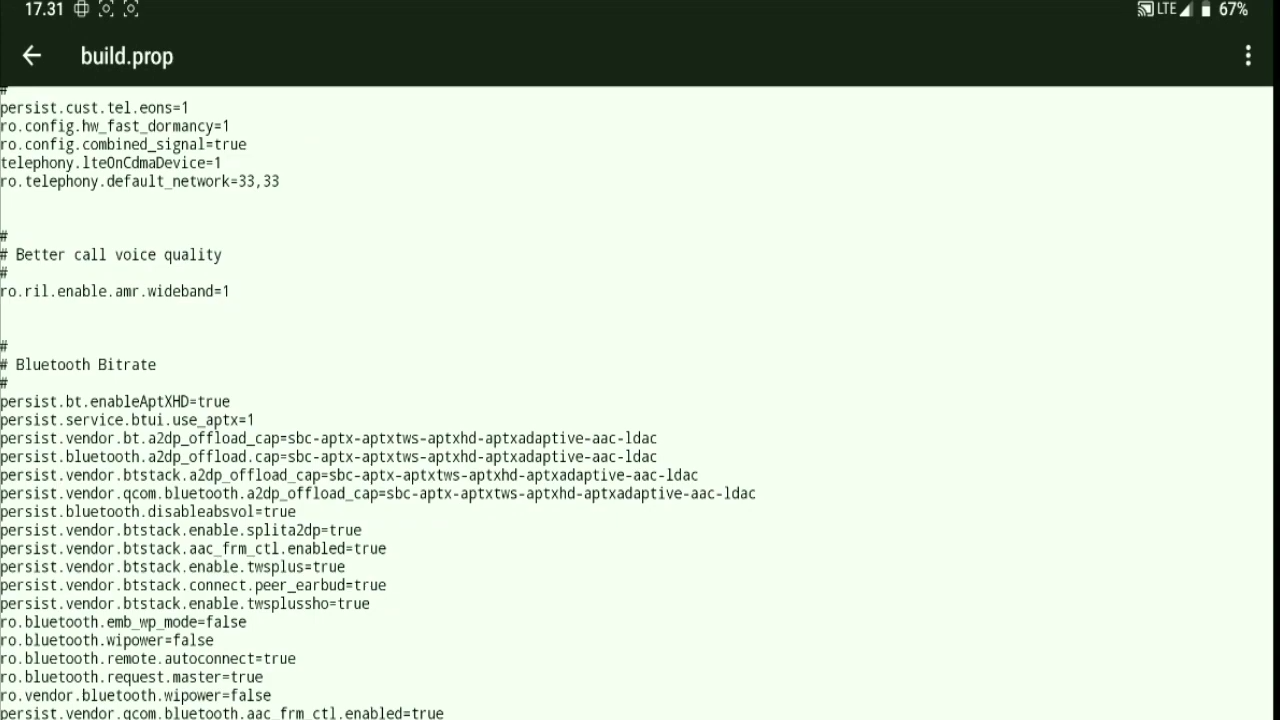 17.31 LTE 67%
build.prop
#
persist.cust.tel.eons=1
ro.config.hw_fast_dormancy=1
ro.config.combined_signal=true
telephony.lteOnCdmaDevice=1
ro.telephony.default_network=33,33
#
# Better call voice quality
#
ro.ril.enable.amr.wideband=1
#
# Bluetooth Bitrate
#
persist.bt.enableAptXHD=true
persist.service.btui.use_aptx=1
persist.vendor.bt.a2dp_offload_cap=sbc-aptx-aptxtws-aptxhd-aptxadaptive-aac-ldac
persist.bluetooth.a2dp_offload.cap=sbc-aptx-aptxtws-aptxhd-aptxadaptive-aac-ldac
persist.vendor.btstack.a2dp_offload_cap=sbc-aptx-aptxtws-aptxhd-aptxadaptive-aac-ldac
persist.vendor.qcom.bluetooth.a2dp_offload_cap=sbc-aptx-aptxtws-aptxhd-aptxadaptive-aac-ldac
persist.bluetooth.disableabsvol=true
persist.vendor.btstack.enable.splita2dp=true
persist.vendor.btstack.aac_frm_ctl.enabled=true
persist.vendor.btstack.enable.twsplus=true
persist.vendor.btstack.connect.peer_earbud=true
persist.vendor.btstack.enable.twsplussho=true
ro.bluetooth.emb_wp_mode=false
ro.bluetooth.wipower=false
ro.bluetooth.remote.autoconnect=true
ro.bluetooth.request.master=true
ro.vendor.bluetooth.wipower=false
persist.vendor.qcom.bluetooth.aac_frm_ctl.enabled=true